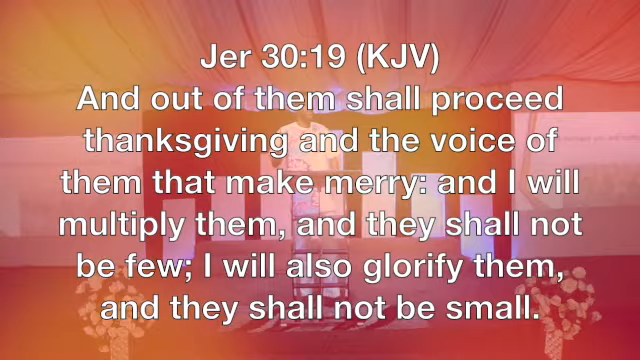 Jer 30:19 (KJV)
And out of them shall proceed
thanksgiving and the voice of
them that make merry: and I will
multiply them, and they shall not
be few; I will also glorify them,
and they shall not be small.